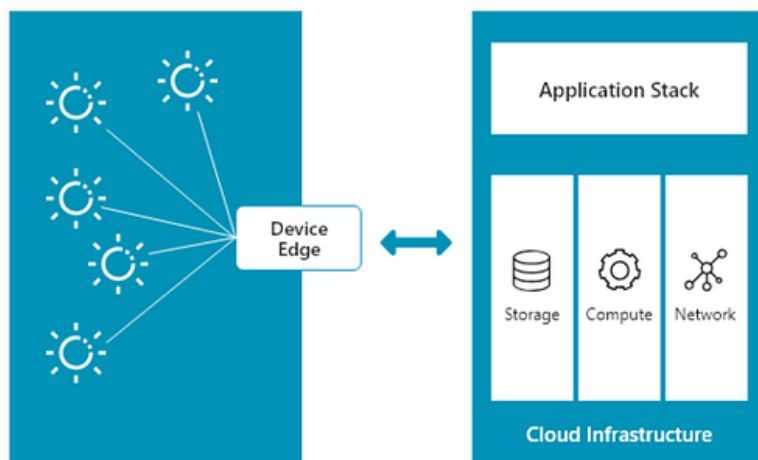 Device
Edge
Application Stack
Storage
Compute
Network
Cloud Infrastructure